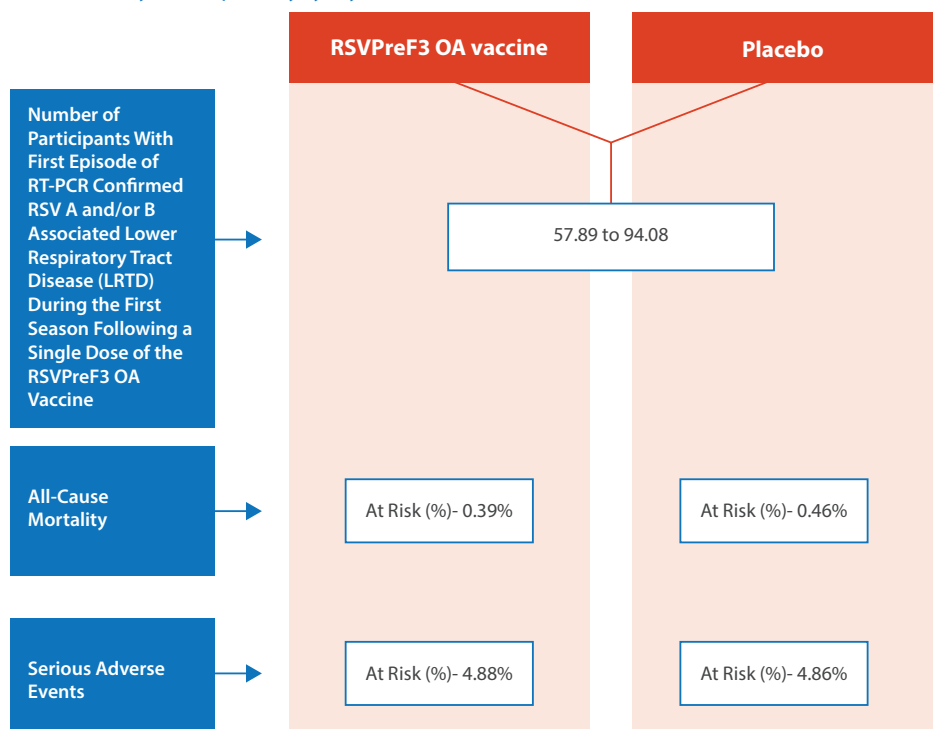 RSVPreF3 OA vaccine
Placebo
Number of
Participants With
First Episode of
RT-PCR Confirmed
RSV A and/or B
Associated Lower
Respiratory Tract
Disease (LRTD)
During the First
Season Following a
Single Dose of the
RSVPreF3 OA
Vaccine
57.89 to 94.08
All-Cause
Mortality
At Risk (%)- 0.39%
At Risk (%)- 0.46%
Serious Adverse
Events
At Risk (%)- 4.88%
At Risk (%)- 4.86%